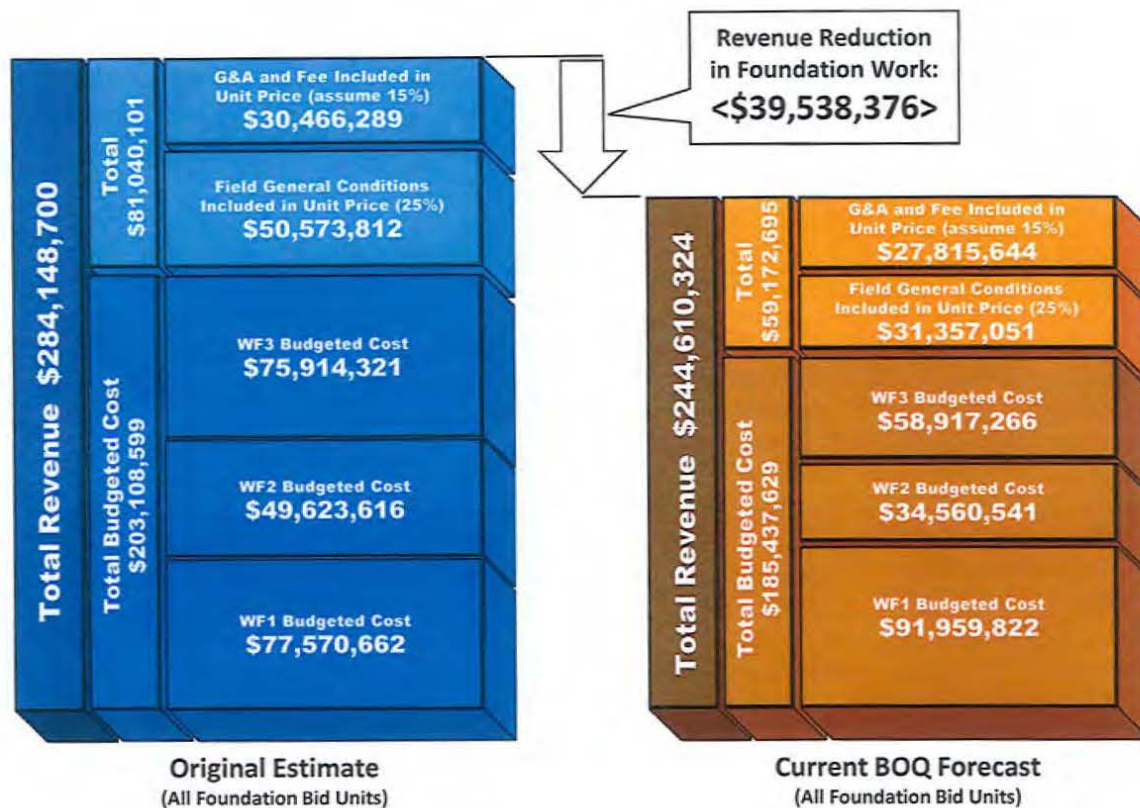 Revenue Reduction
in Foundation Work:
<$39,538,376>
Total Revenue $284,148,700
Total
$81,040,101
G&A and Fee Included in
Unit Price (assume 15%)
$30,466,289
Field General Conditions
Included in Unit Price (25%)
$50,573,812
Total Budgeted Cost
$203,108,599
WF3 Budgeted Cost
$75,914,321
WF2 Budgeted Cost
$49,623,616
WF1 Budgeted Cost
$77,570,662
Original Estimate
(All Foundation Bid Units)
Total Revenue $244,610,324
Total
$59,172,695
G&A and Fee Included in
Unit Price (assume 15%)
$27,815,644
Field General Conditions
Included in Unit Price (25%)
$31,357,051
Total Budgeted Cost
$185,437,629
WF3 Budgeted Cost
$58,917,266
WF2 Budgeted Cost
$34,560,541
WF1 Budgeted Cost
$91,959,822
Current BOQ Forecast
(All Foundation Bid Units)